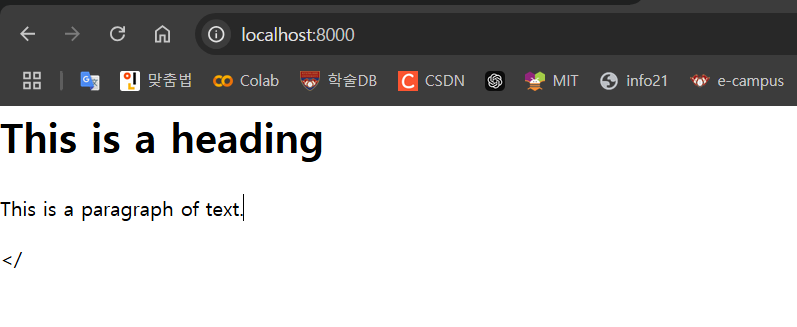 localhost:8000
맞춤법 Colab 학술DB CSDN MIT info21 e-campus
This is a heading
This is a paragraph of text.
</